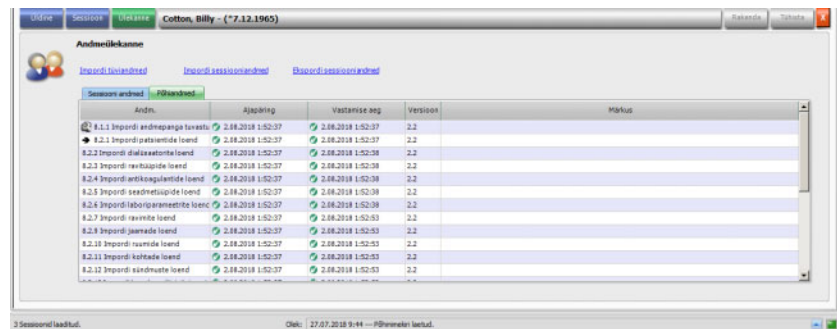 Üldine Sessioon Ülekanne Cotton, Billy - (*7.12.1965) Rakenda Tühista X
Andmeülekanne
Impordi tüviandmed Impordi sessiooniandmed Ekspordi sessiooniandmed
Sessiooni andmed Põhiandmed
Andm. Ajapäring Vastamise aeg Versioon Märkus
8.1.1 Impordi andmepanga tuvastu 2.08.2018 1:52:37 2.08.2018 1:52:37 2.2
8.2.1 Impordi patsientide loend 2.08.2018 1:52:37 2.08.2018 1:52:37 2.2
8.2.2 Impordi dialüsaatorite loend 2.08.2018 1:52:37 2.08.2018 1:52:38 2.2
8.2.3 Impordi ravitüüpide loend 2.08.2018 1:52:37 2.08.2018 1:52:38 2.2
8.2.4 Impordi antikoagulantide loend 2.08.2018 1:52:37 2.08.2018 1:52:38 2.2
8.2.5 Impordi seadmetüüpide loend 2.08.2018 1:52:37 2.08.2018 1:52:38 2.2
8.2.6 Impordi laboriparameetrite loend 2.08.2018 1:52:37 2.08.2018 1:52:38 2.2
8.2.7 Impordi ravimite loend 2.08.2018 1:52:37 2.08.2018 1:52:53 2.2
8.2.9 Impordi jaamade loend 2.08.2018 1:52:37 2.08.2018 1:52:53 2.2
8.2.10 Impordi ruumide loend 2.08.2018 1:52:37 2.08.2018 1:52:53 2.2
8.2.11 Impordi kohtade loend 2.08.2018 1:52:37 2.08.2018 1:52:53 2.2
8.2.12 Impordi sündmuste loend 2.08.2018 1:52:37 2.08.2018 1:52:53 2.2
3 Sessioonid laaditud. Olek: 27.07.2018 9:44 --- Põhimenekin laetud.